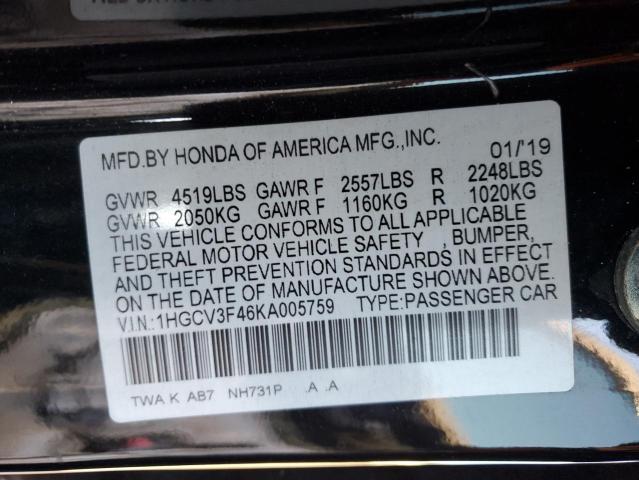 MFD.BY HONDA OF AMERICA MFG.,INC. 01/'19
GVWR 4519LBS GAWR F 2557LBS R 2248LBS
GVWR 2050KG GAWR F 1160KG R 1020KG
THIS VEHICLE CONFORMS TO ALL APPLICABLE
FEDERAL MOTOR VEHICLE SAFETY , BUMPER,
AND THEFT PREVENTION STANDARDS IN EFFECT
ON THE DATE OF MANUFACTURE SHOWN ABOVE.
V.I.N.:1HGCV3F46KA005759 TYPE:PASSENGER CAR
TWA K AB7 NH731P .A .A